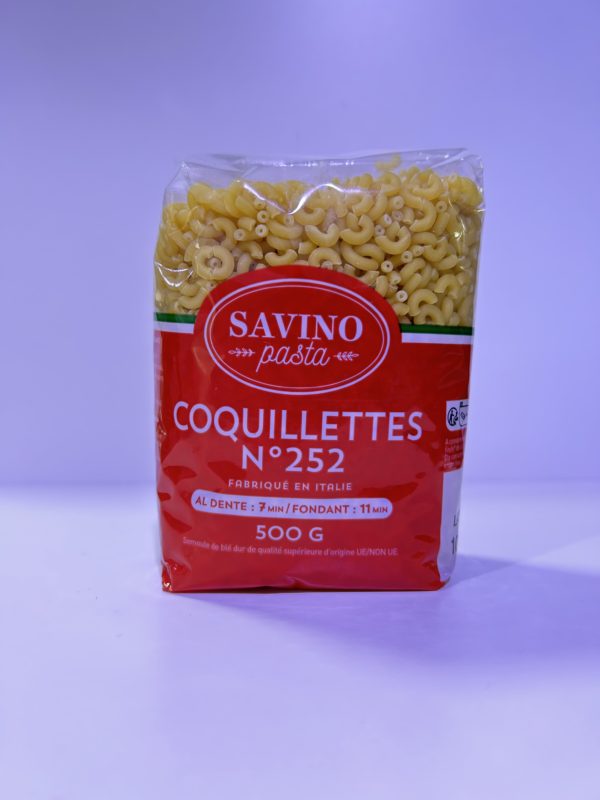 SAVINO
pasta
COQUILLETTES
N°252
FABRIQUÉ EN ITALIE
AL DENTE : 7 MIN / FONDANT : 11 MIN
500 G
Semoule de blé dur de qualité supérieure d'origine UE/NON UE